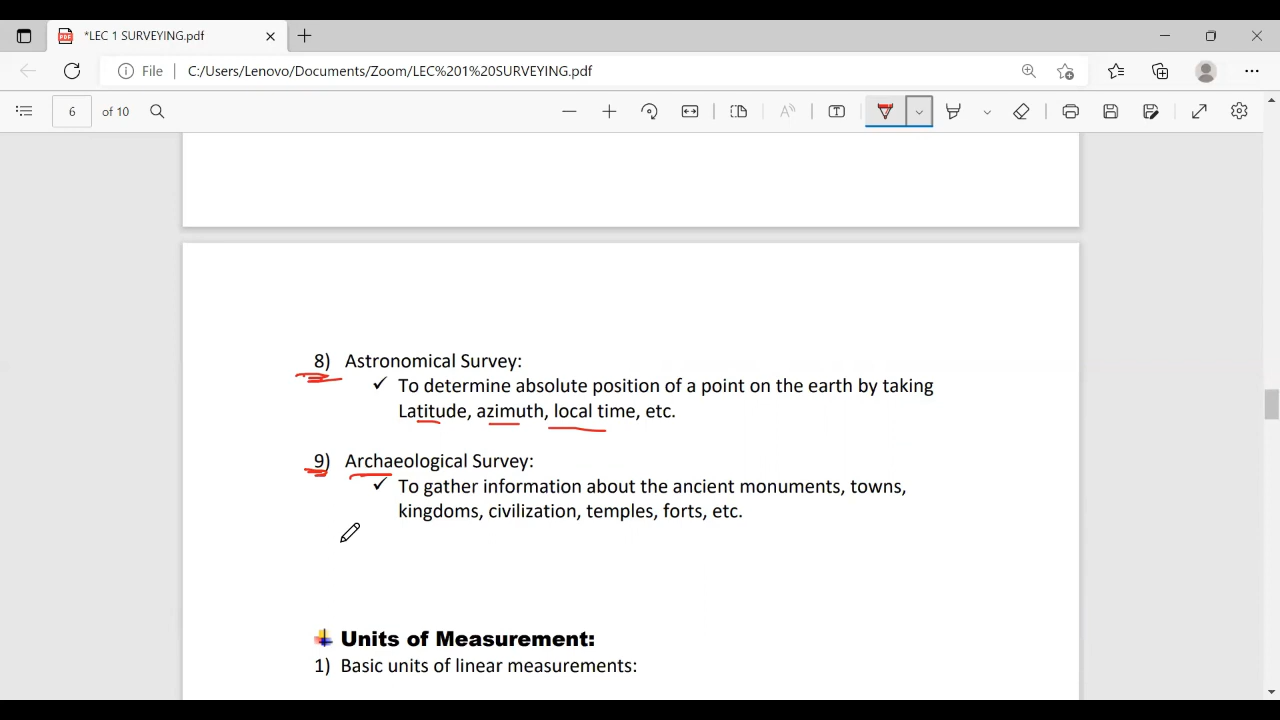 *LEC 1 SURVEYING.pdf
File
C:/Users/Lenovo/Documents/Zoom/LEC%201%20SURVEYING.pdf
6 of 10
8) Astronomical Survey:
✓ To determine absolute position of a point on the earth by taking
Latitude, azimuth, local time, etc.
9) Archaeological Survey:
✓ To gather information about the ancient monuments, towns,
kingdoms, civilization, temples, forts, etc.
Units of Measurement:
1) Basic units of linear measurements: